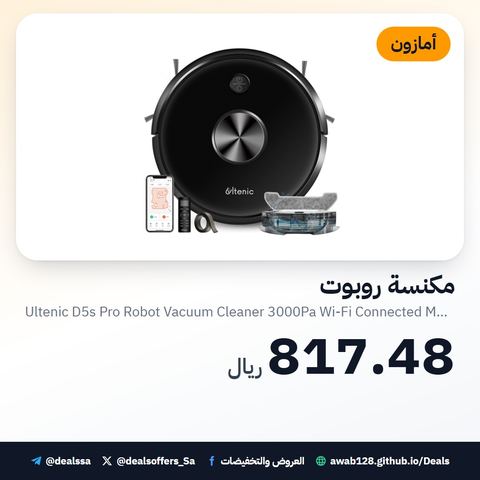 أمازون
Ultenic
مكنسة روبوت
Ultenic D5s Pro Robot Vacuum Cleaner 3000Pa Wi-Fi Connected M...
817.48 ريال
@dealssa @dealsoffers_Sa العروض والتخفيضات awab128.github.io/Deals